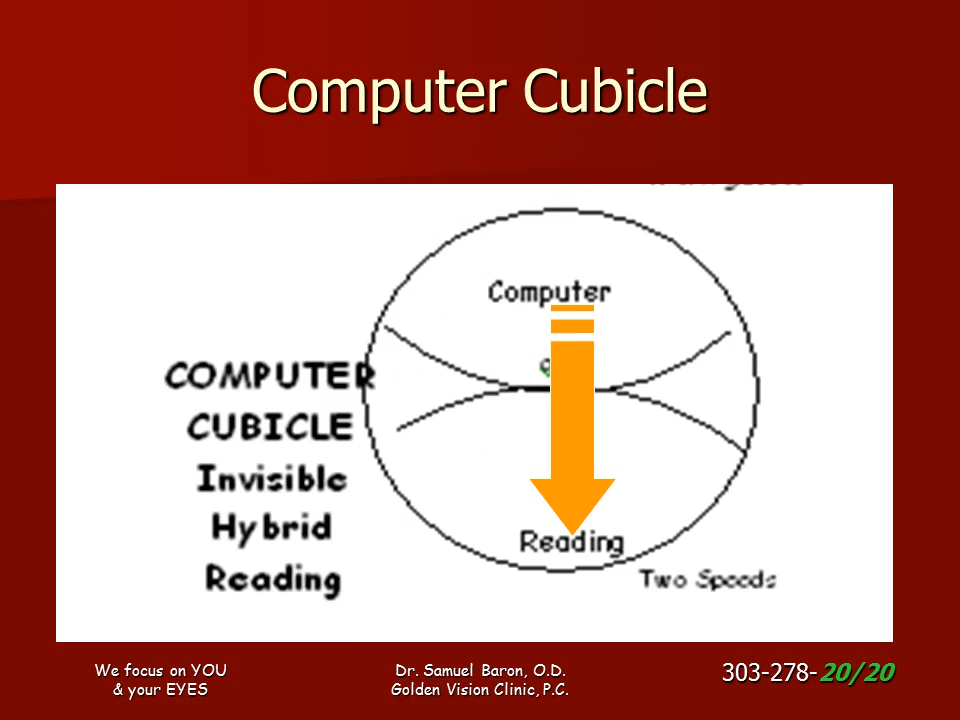 Computer Cubicle
Computer
COMPUTER
CUBICLE
Invisible
Hybrid
Reading
Reading
Two Speeds
We focus on YOU
& your EYES
Dr. Samuel Baron, O.D.
Golden Vision Clinic, P.C.
303-278-20/20